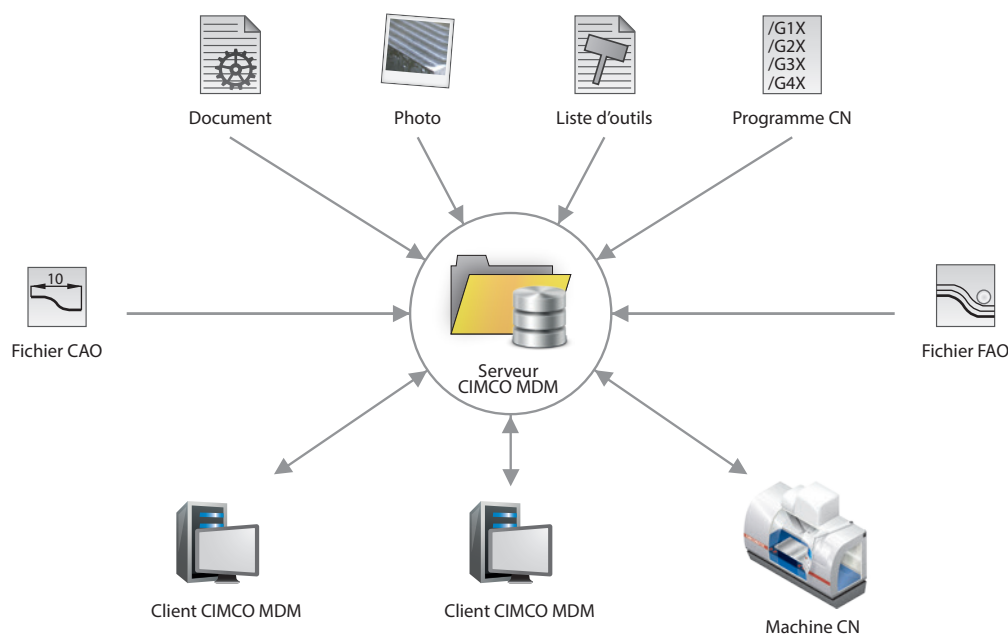 /G1X
/G2X
/G3X
/G4X
Document
Photo
Liste d'outils
Programme CN
10
Fichier CAO
Fichier FAO
Serveur
CIMCO MDM
Client CIMCO MDM
Client CIMCO MDM
Machine CN